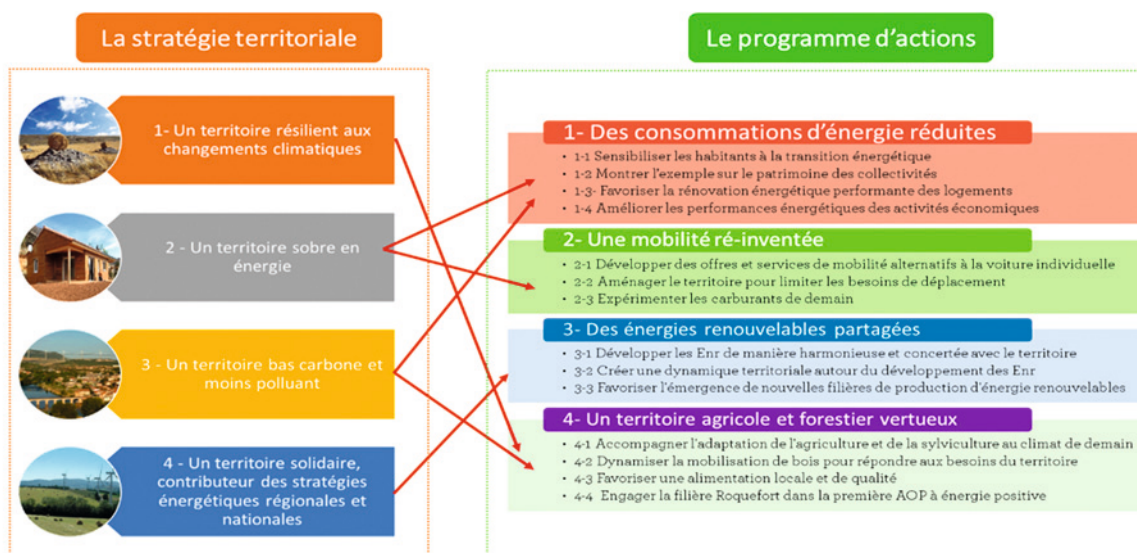 La stratégie territoriale
1- Un territoire résilient aux
changements climatiques
2 - Un territoire sobre en
énergie
3 - Un territoire bas carbone et
moins polluant
4 - Un territoire solidaire,
contributeur des stratégies
énergétiques régionales et
nationales
Le programme d'actions
1- Des consommations d'énergie réduites
• 1-1 Sensibiliser les habitants à la transition énergétique
• 1-2 Montrer l'exemple sur le patrimoine des collectivités
• 1-3- Favoriser la rénovation énergétique performante des logements
• 1-4 Améliorer les performances énergétiques des activités économiques
2- Une mobilité ré-inventée
• 2-1 Développer des offres et services de mobilité alternatifs à la voiture individuelle
• 2-2 Aménager le territoire pour limiter les besoins de déplacement
• 2-3 Expérimenter les carburants de demain
3- Des énergies renouvelables partagées
• 3-1 Développer les Enr de manière harmonieuse et concertée avec le territoire
• 3-2 Créer une dynamique territoriale autour du développement des Enr
• 3-3 Favoriser l'émergence de nouvelles filières de production d'énergie renouvelables
4- Un territoire agricole et forestier vertueux
• 4-1 Accompagner l'adaptation de l'agriculture et de la sylviculture au climat de demain
• 4-2 Dynamiser la mobilisation de bois pour répondre aux besoins du territoire
• 4-3 Favoriser une alimentation locale et de qualité
• 4-4 Engager la filière Roquefort dans la première AOP à énergie positive